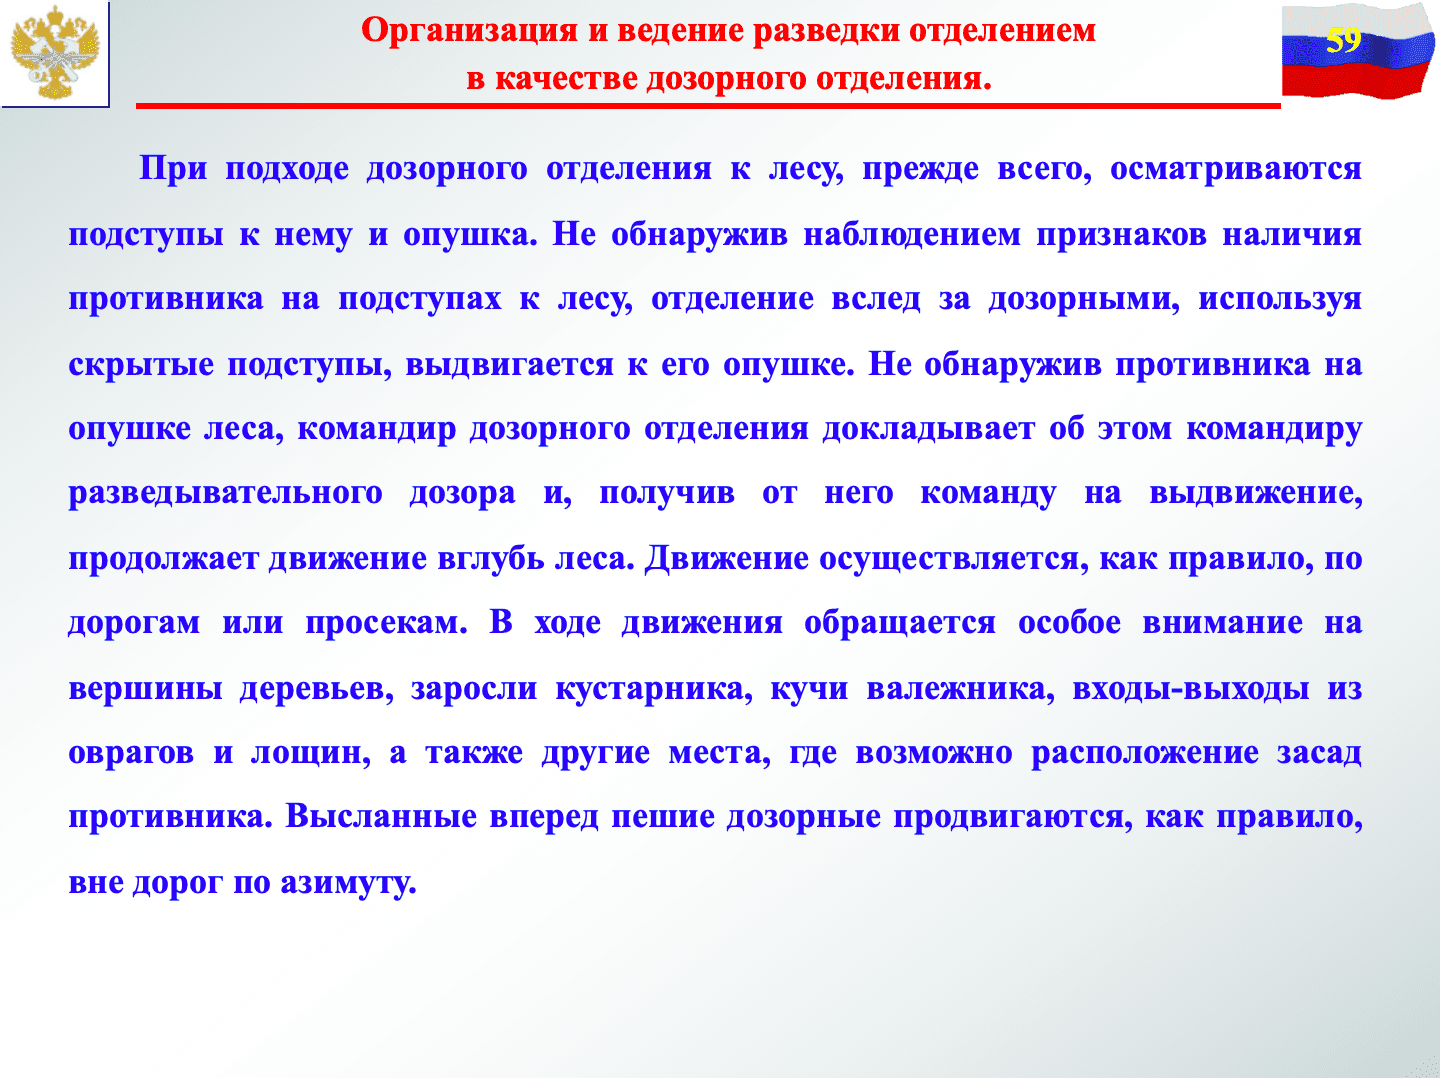 Организация и ведение разведки отделением
в качестве дозорного отделения.
59
При подходе дозорного отделения к лесу, прежде всего, осматриваются
подступы к нему и опушка. Не обнаружив наблюдением признаков наличия
противника на подступах к лесу, отделение вслед за дозорными, используя
скрытые подступы, выдвигается к его опушке. Не обнаружив противника на
опушке леса, командир дозорного отделения докладывает об этом командиру
разведывательного дозора и, получив от него команду на выдвижение,
продолжает движение вглубь леса. Движение осуществляется, как правило, по
дорогам или просекам. В ходе движения обращается особое внимание на
вершины деревьев, заросли кустарника, кучи валежника, входы-выходы из
оврагов и лощин, а также другие места, где возможно расположение засад
противника. Высланные вперед пешие дозорные продвигаются, как правило,
вне дорог по азимуту.